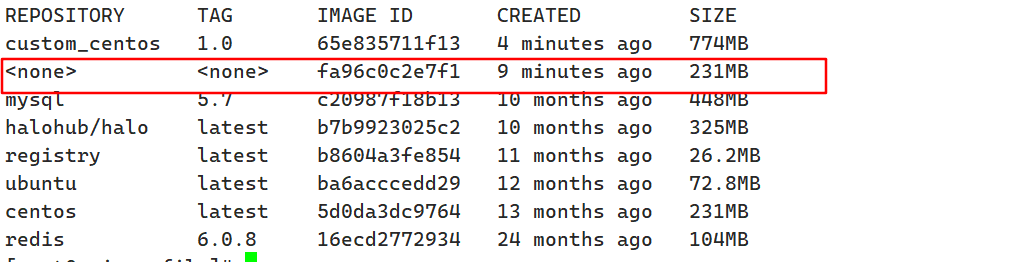 REPOSITORY TAG IMAGE ID CREATED SIZE
custom_centos 1.0 65e835711f13 4 minutes ago 774MB
<none> <none> fa96c0c2e7f1 9 minutes ago 231MB
mysql 5.7 c20987f18b13 10 months ago 448MB
halohub/halo latest b7b9923025c2 10 months ago 325MB
registry latest b8604a3fe854 11 months ago 26.2MB
ubuntu latest ba6acccedd29 12 months ago 72.8MB
centos latest 5d0da3dc9764 13 months ago 231MB
redis 6.0.8 16ecd2772934 24 months ago 104MB